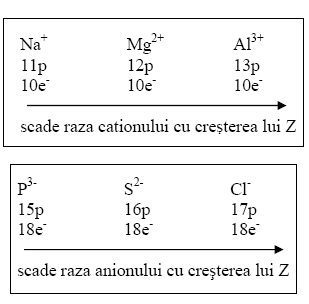 Na⁺ Mg²⁺ Al³⁺
11p 12p 13p
10e⁻ 10e⁻ 10e⁻
scade raza cationului cu creşterea lui Z
P³⁻ S²⁻ Cl⁻
15p 16p 17p
18e⁻ 18e⁻ 18e⁻
scade raza anionului cu creşterea lui Z